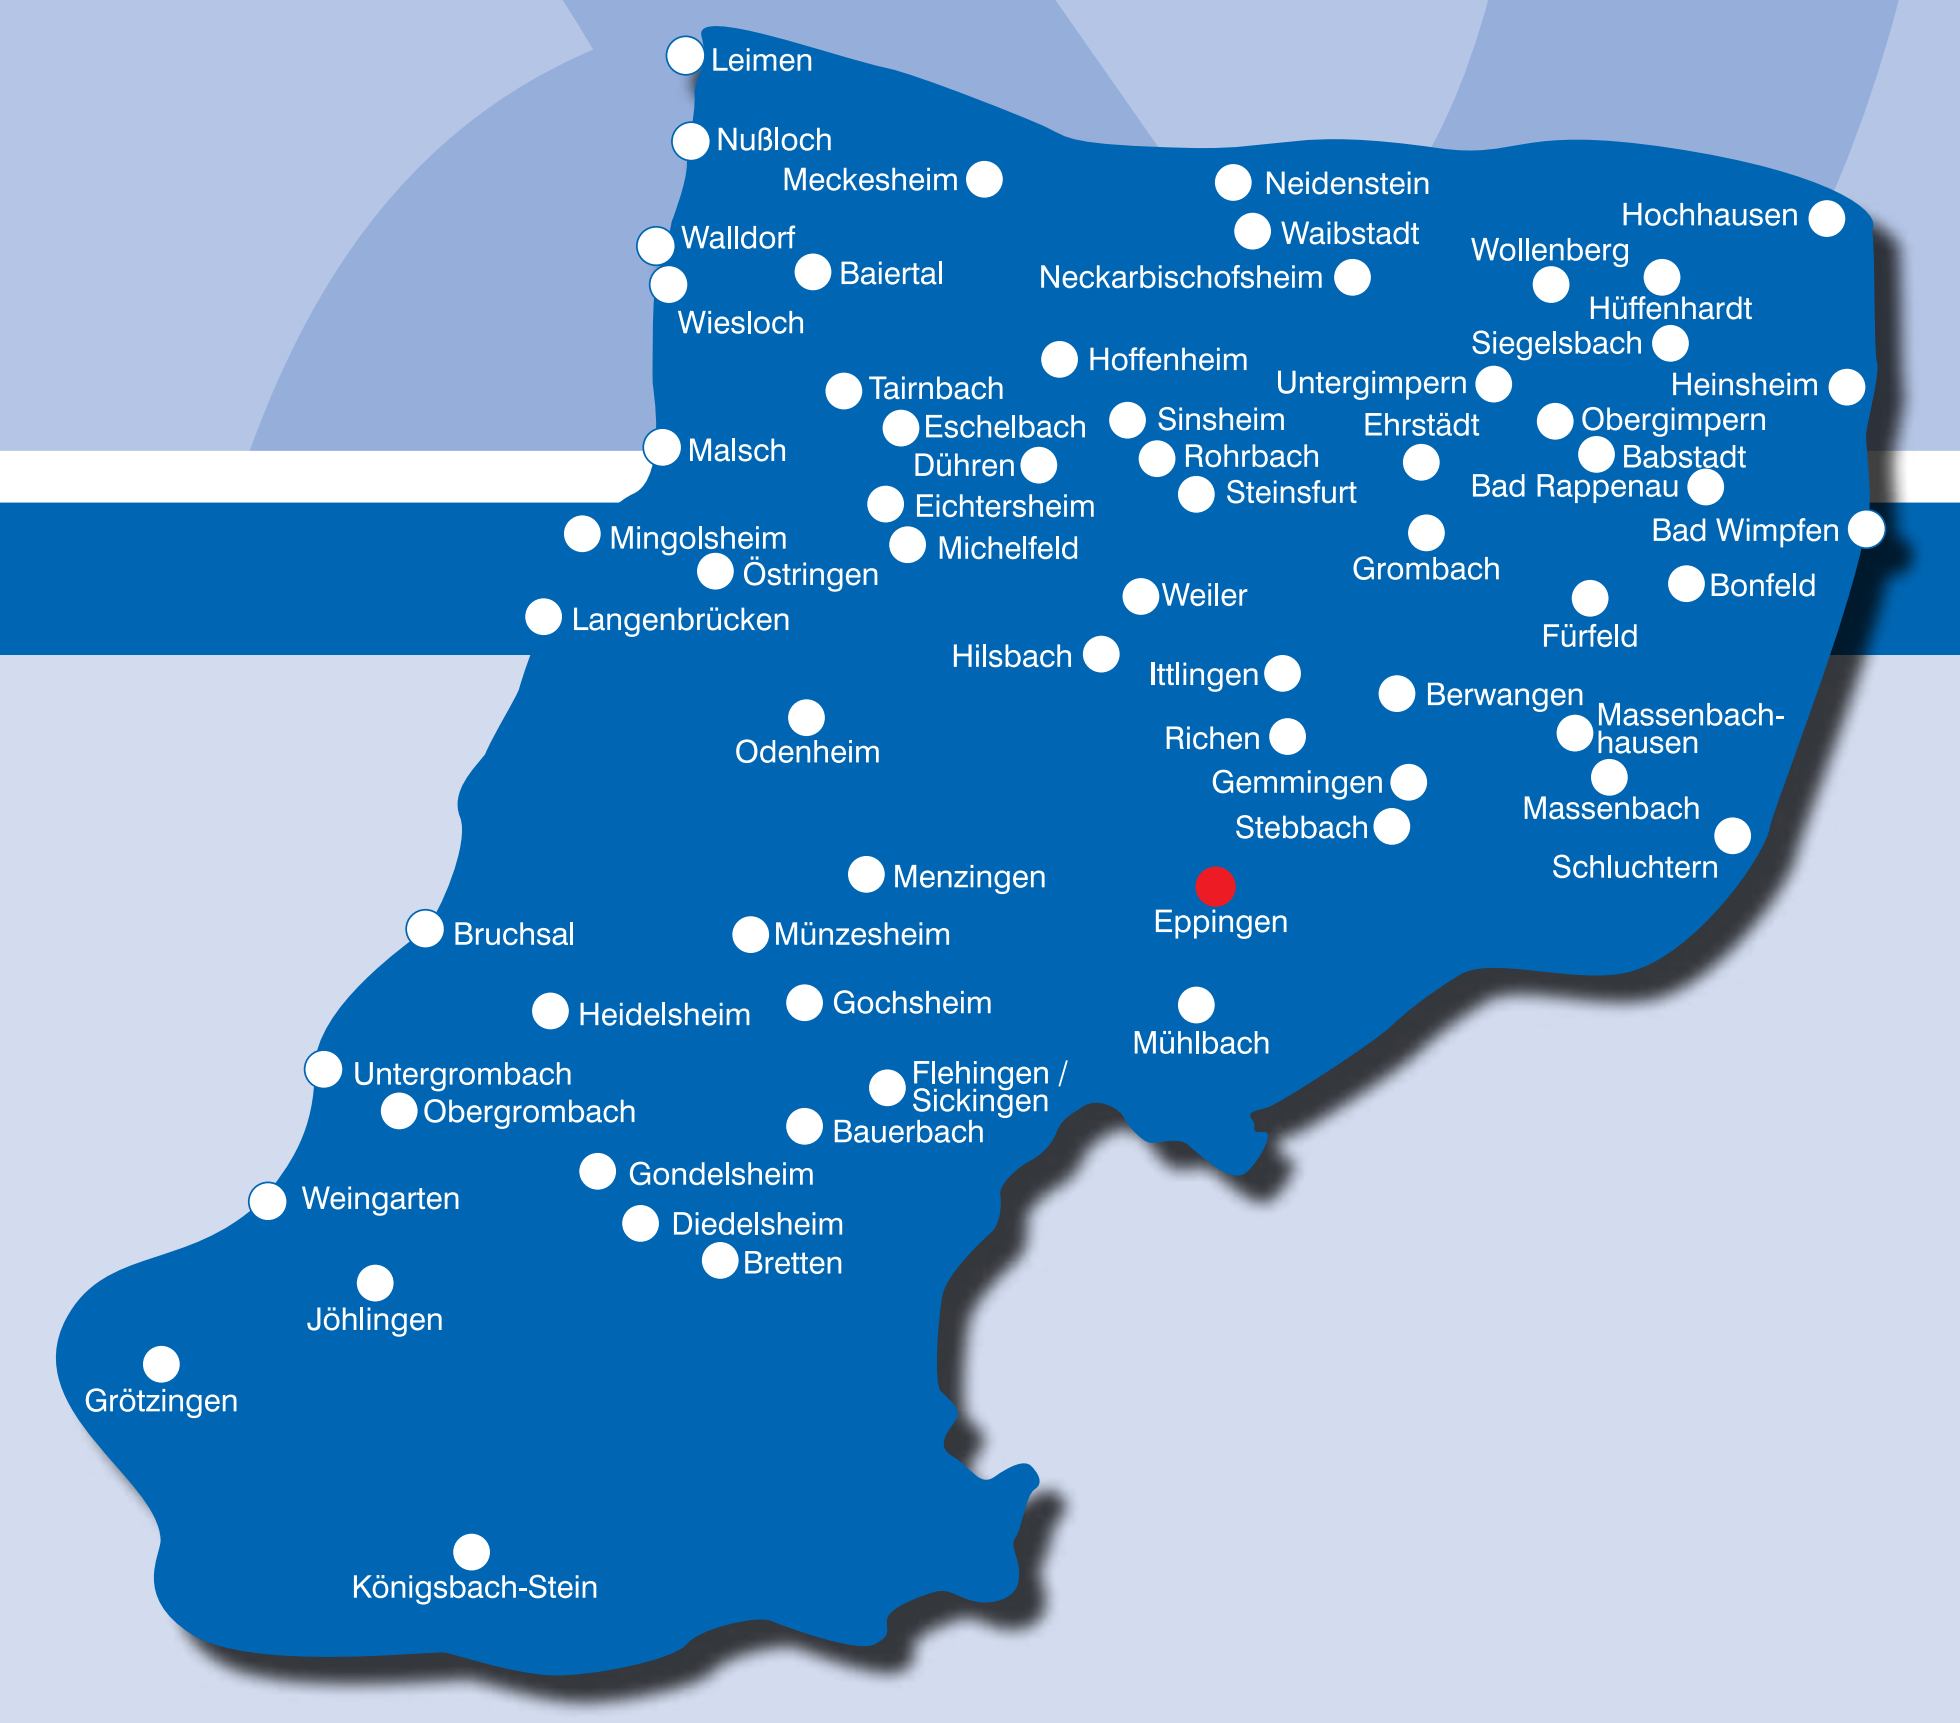 Leimen
Nußloch
Meckesheim
Neidenstein
Hochhausen
Walldorf
Waibstadt
Wollenberg
Baiertal
Neckarbischofsheim
Hüffenhardt
Wiesloch
Siegelsbach
Hoffenheim
Untergimpern
Heinsheim
Tairnbach
Sinsheim
Ehrstädt
Obergimpern
Eschelbach
Malsch
Rohrbach
Babstadt
Dühren
Bad Rappenau
Steinsfurt
Eichtersheim
Bad Wimpfen
Mingolsheim
Michelfeld
Grombach
Östringen
Bonfeld
Weiler
Langenbrücken
Fürfeld
Hilsbach
Ittlingen
Berwangen
Massenbach-
hausen
Richen
Odenheim
Gemmingen
Massenbach
Stebbach
Schluchtern
Menzingen
Eppingen
Bruchsal
Münzesheim
Gochsheim
Heidelsheim
Mühlbach
Flehingen /
Sickingen
Untergrombach
Obergrombach
Bauerbach
Gondelsheim
Weingarten
Diedelsheim
Bretten
Jöhlingen
Grötzingen
Königsbach-Stein